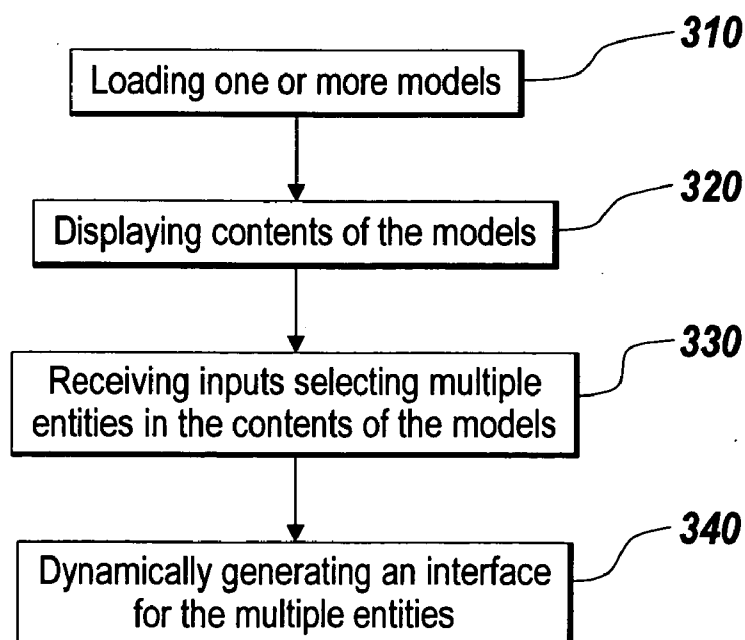 310
Loading one or more models
320
Displaying contents of the models
330
Receiving inputs selecting multiple
entities in the contents of the models
340
Dynamically generating an interface
for the multiple entities